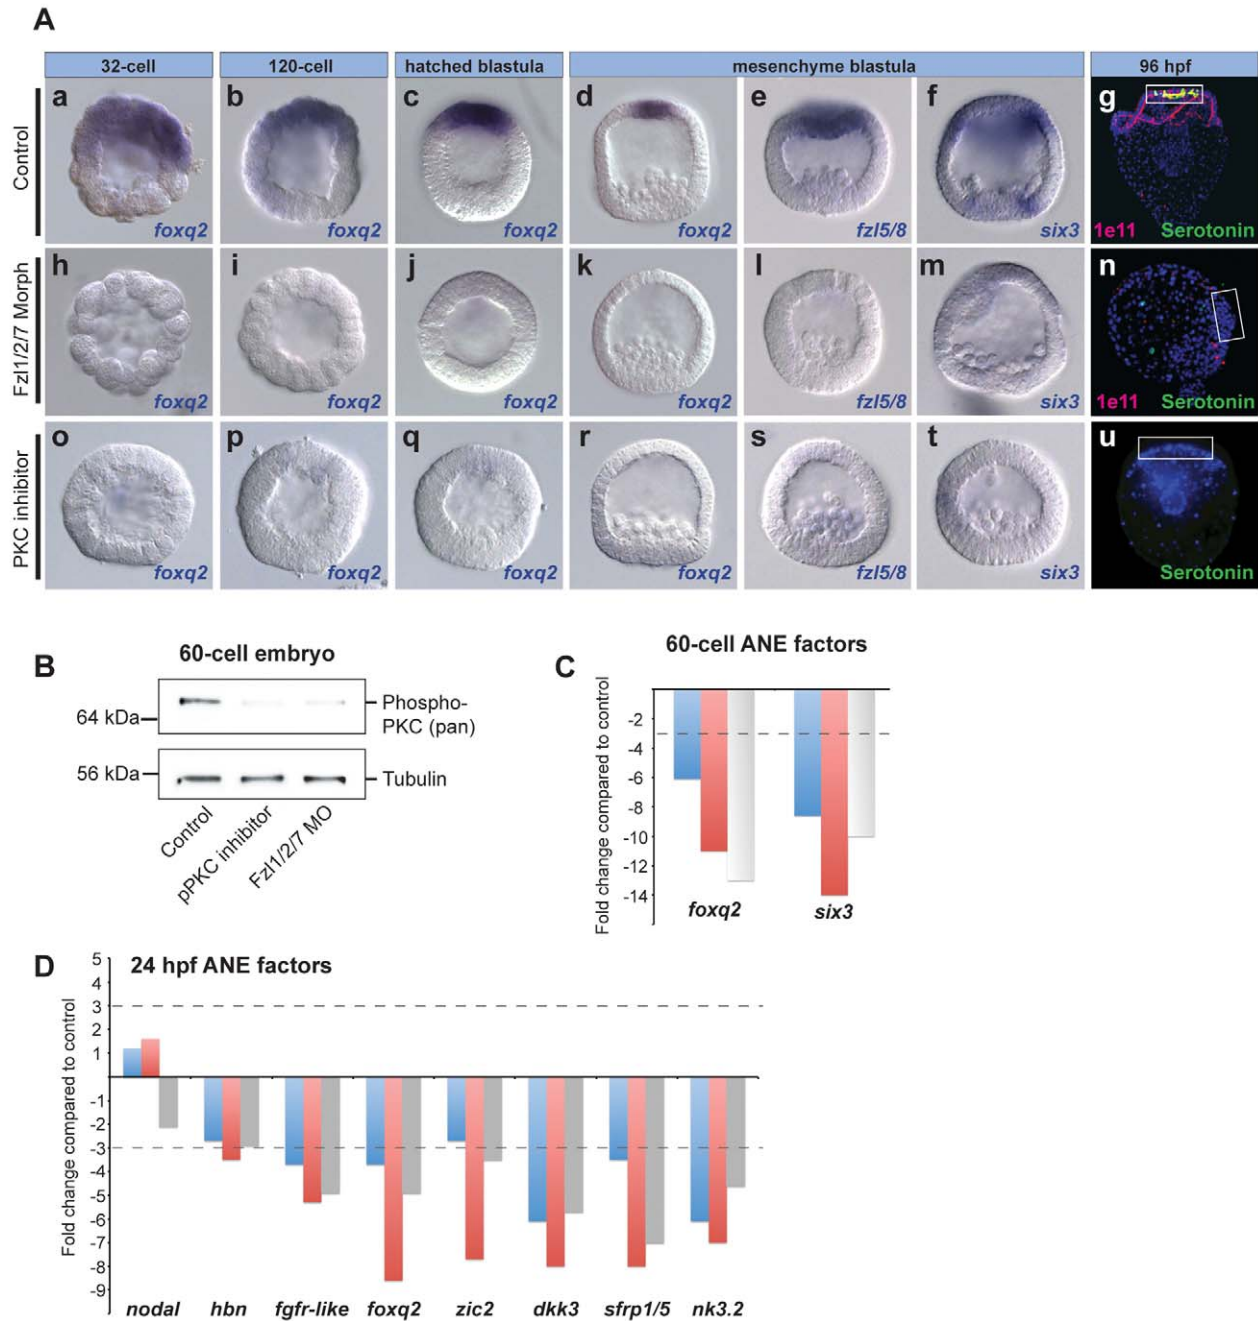 A
32-cell
120-cell
hatched blastula
mesenchyme blastula
96 hpf
Control
a
foxq2
b
foxq2
c
foxq2
d
foxq2
e
fzl5/8
f
six3
g
1e11 Serotonin
Fzl1/2/7 Morph
h
foxq2
i
foxq2
j
foxq2
k
foxq2
l
fzl5/8
m
six3
n
1e11 Serotonin
PKC inhibitor
o
foxq2
p
foxq2
q
foxq2
r
foxq2
s
fzl5/8
t
six3
u
Serotonin
B
60-cell embryo
64 kDa
Phospho-
PKC (pan)
56 kDa
Tubulin
Control
pPKC inhibitor
Fzl1/2/7 MO
C
60-cell ANE factors
Fold change compared to control
-2
-4
-6
-8
-10
-12
-14
foxq2
six3
D
24 hpf ANE factors
Fold change compared to control
5
4
3
2
1
-1
-2
-3
-4
-5
-6
-7
-8
-9
nodal
hbn
fgfr-like
foxq2
zic2
dkk3
sfrp1/5
nk3.2